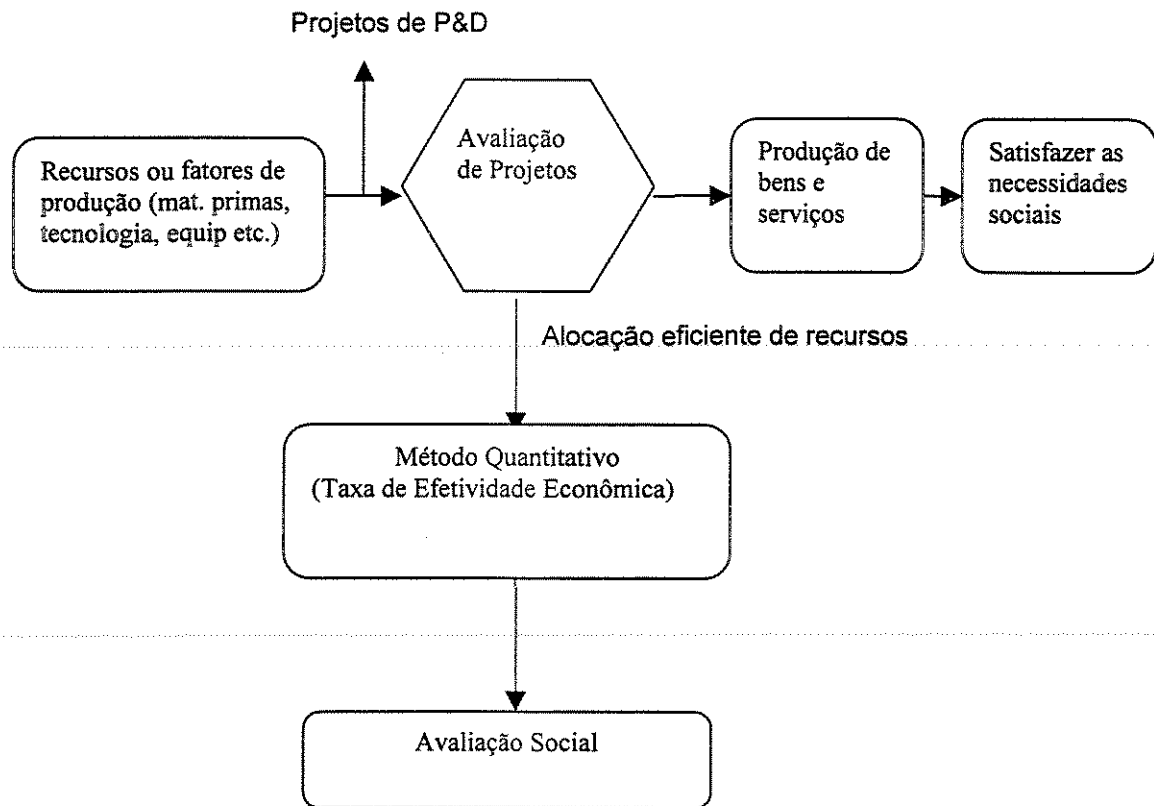 Projetos de P&D
Recursos ou fatores de
produção (mat. primas,
tecnologia, equip etc.)
Avaliação
de Projetos
Produção de
bens e
serviços
Satisfazer as
necessidades
sociais
Alocação eficiente de recursos
Método Quantitativo
(Taxa de Efetividade Econômica)
Avaliação Social